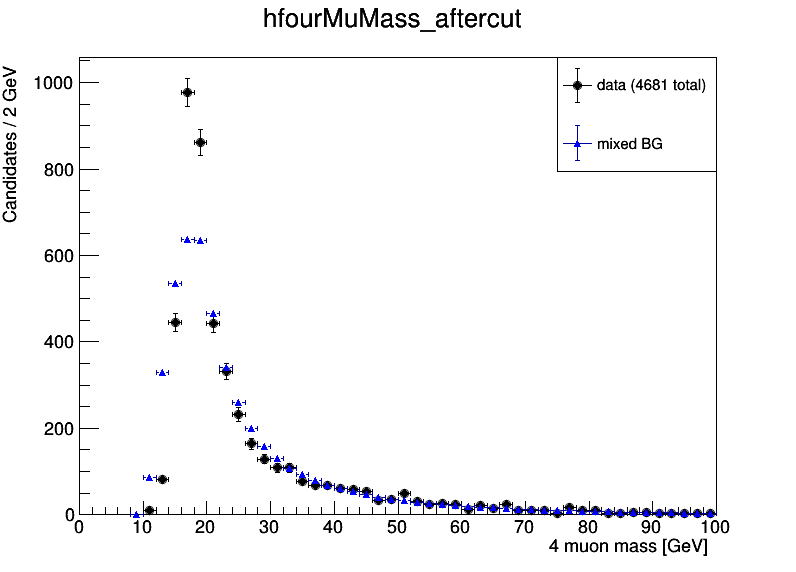 hfourMuMass_aftercut
Candidates / 2 GeV
1000
800
600
400
200
0
data (4681 total)
mixed BG
0 10 20 30 40 50 60 70 80 90 100
4 muon mass [GeV]